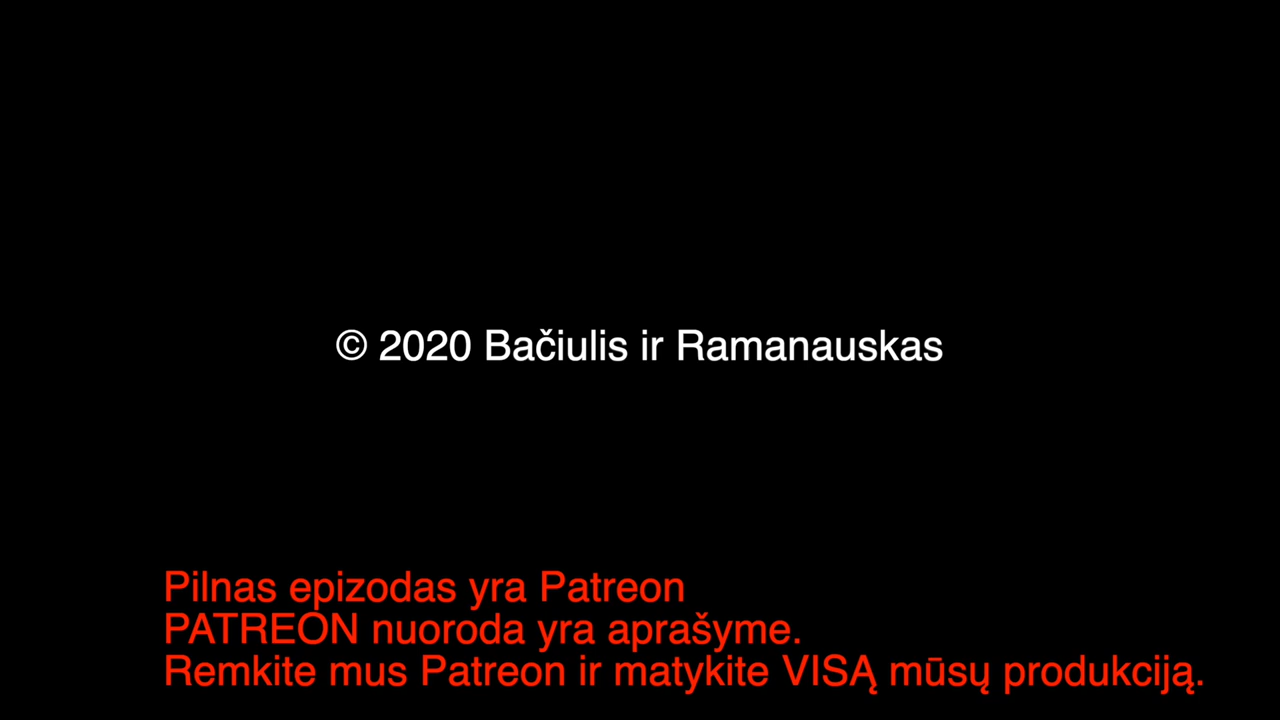 © 2020 Bačiulis ir Ramanauskas
Pilnas epizodas yra Patreon
PATREON nuoroda yra aprašyme.
Remkite mus Patreon ir matykite VISĄ mūsų produkciją.